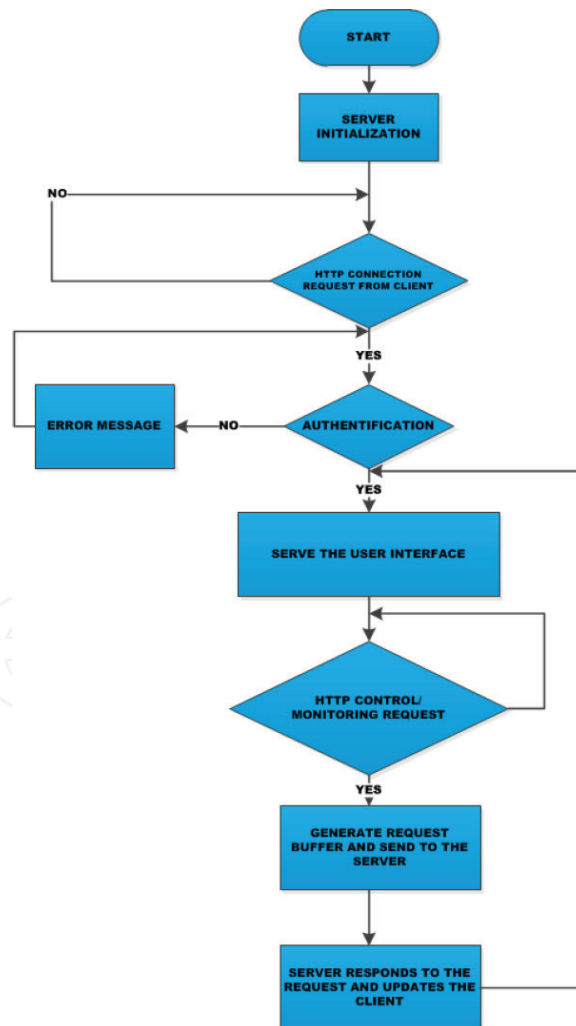 START
SERVER
INITIALIZATION
NO
HTTP CONNECTION
REQUEST FROM CLIENT
YES
ERROR MESSAGE
NO
AUTHENTIFICATION
YES
SERVE THE USER INTERFACE
HTTP CONTROL/
MONITORING REQUEST
YES
GENERATE REQUEST
BUFFER AND SEND TO THE
SERVER
SERVER RESPONDS TO THE
REQUEST AND UPDATES THE
CLIENT